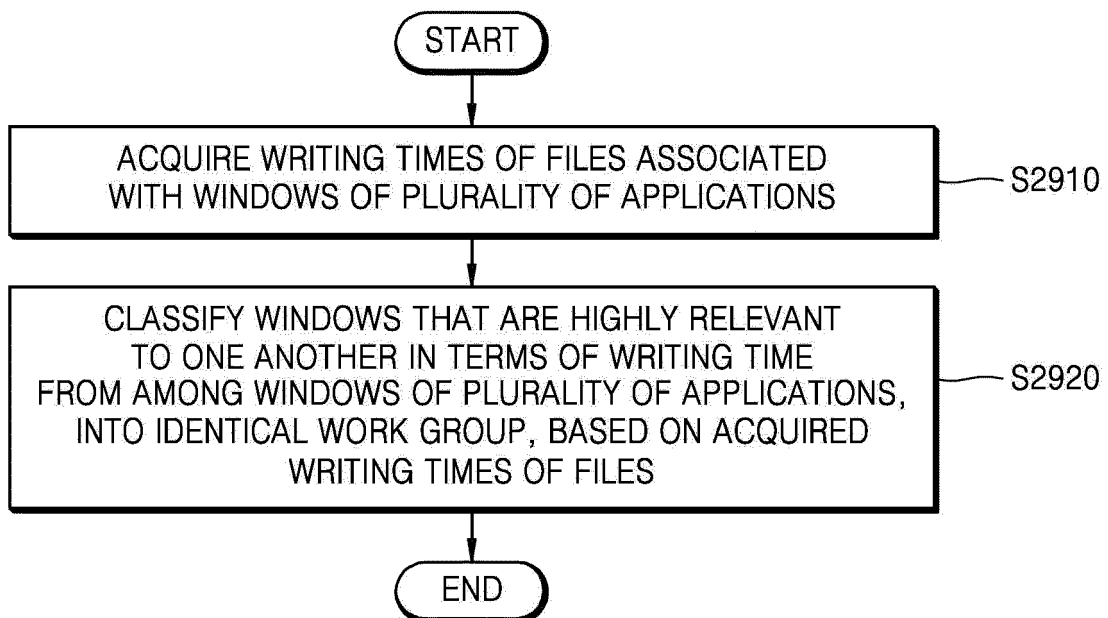 START
ACQUIRE WRITING TIMES OF FILES ASSOCIATED
WITH WINDOWS OF PLURALITY OF APPLICATIONS
S2910
CLASSIFY WINDOWS THAT ARE HIGHLY RELEVANT
TO ONE ANOTHER IN TERMS OF WRITING TIME
FROM AMONG WINDOWS OF PLURALITY OF APPLICATIONS,
INTO IDENTICAL WORK GROUP, BASED ON ACQUIRED
WRITING TIMES OF FILES
S2920
END